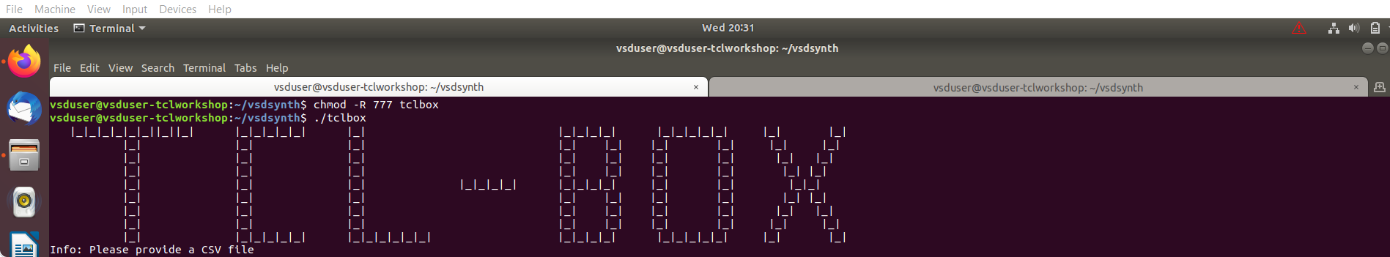 File Machine View Input Devices Help
Activities Terminal Wed 20:31
vsduser@vsduser-tclworkshop: ~/vsdsynth
File Edit View Search Terminal Tabs Help
vsduser@vsduser-tclworkshop: ~/vsdsynth × vsduser@vsduser-tclworkshop: ~/vsdsynth ×
vsduser@vsduser-tclworkshop:~/vsdsynth$ chmod -R 777 tclbox
vsduser@vsduser-tclworkshop:~/vsdsynth$ ./tclbox
TCL-BOX
Info: Please provide a CSV file